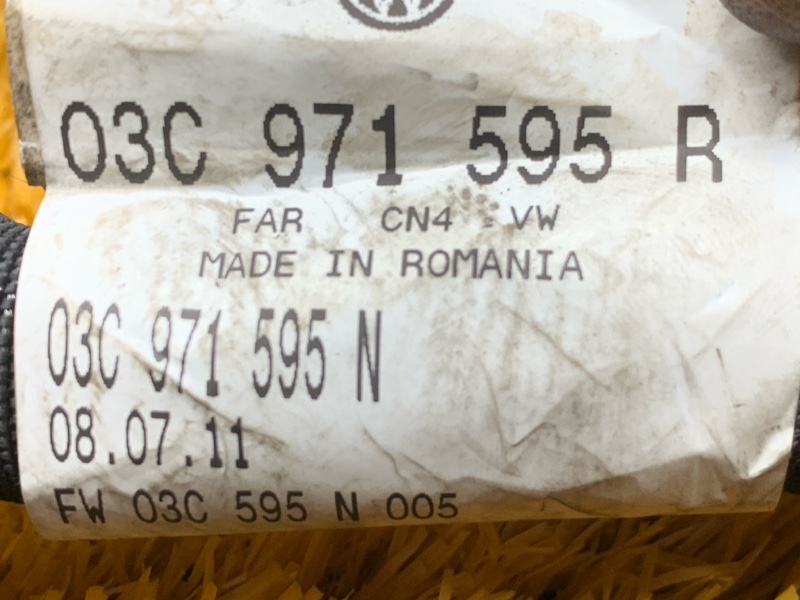 03C 971 595 R
FAR CN4 VW
MADE IN ROMANIA
03C 971 595 N
08.07.11
FW 03C 595 N 005